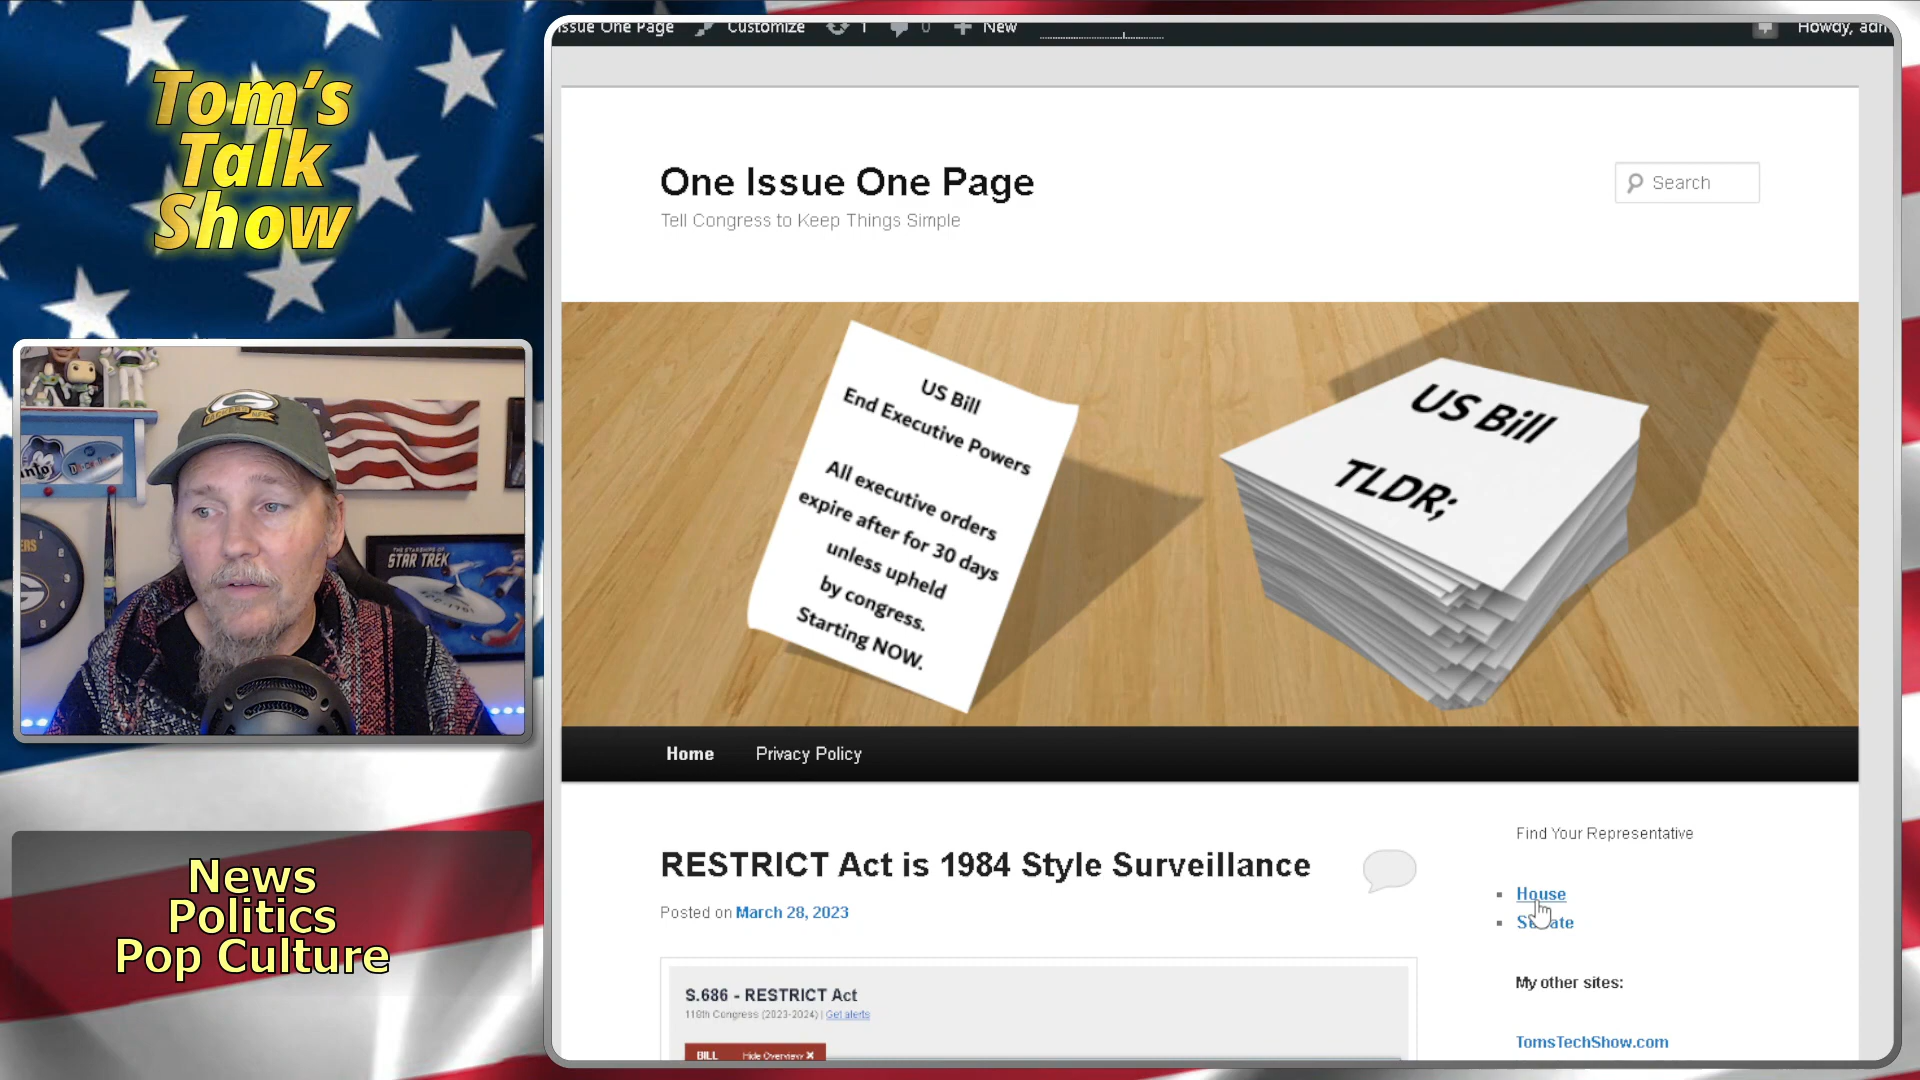 Tom's
Talk
Show
Issue One Page
Customize
1
0
New
Howdy,
One Issue One Page
Tell Congress to Keep Things Simple
Search
US Bill
End Executive Powers
All executive orders
expire after for 30 days
unless upheld
by congress.
Starting NOW.
US Bill
TLDR;
STAR TREK
Home
Privacy Policy
RESTRICT Act is 1984 Style Surveillance
Posted on March 28, 2023
Find Your Representative
House
Senate
My other sites:
TomsTechShow.com
S.686 - RESTRICT Act
118th Congress (2023-2024) | Get alerts
BILL
Hide Overview X
News
Politics
Pop Culture